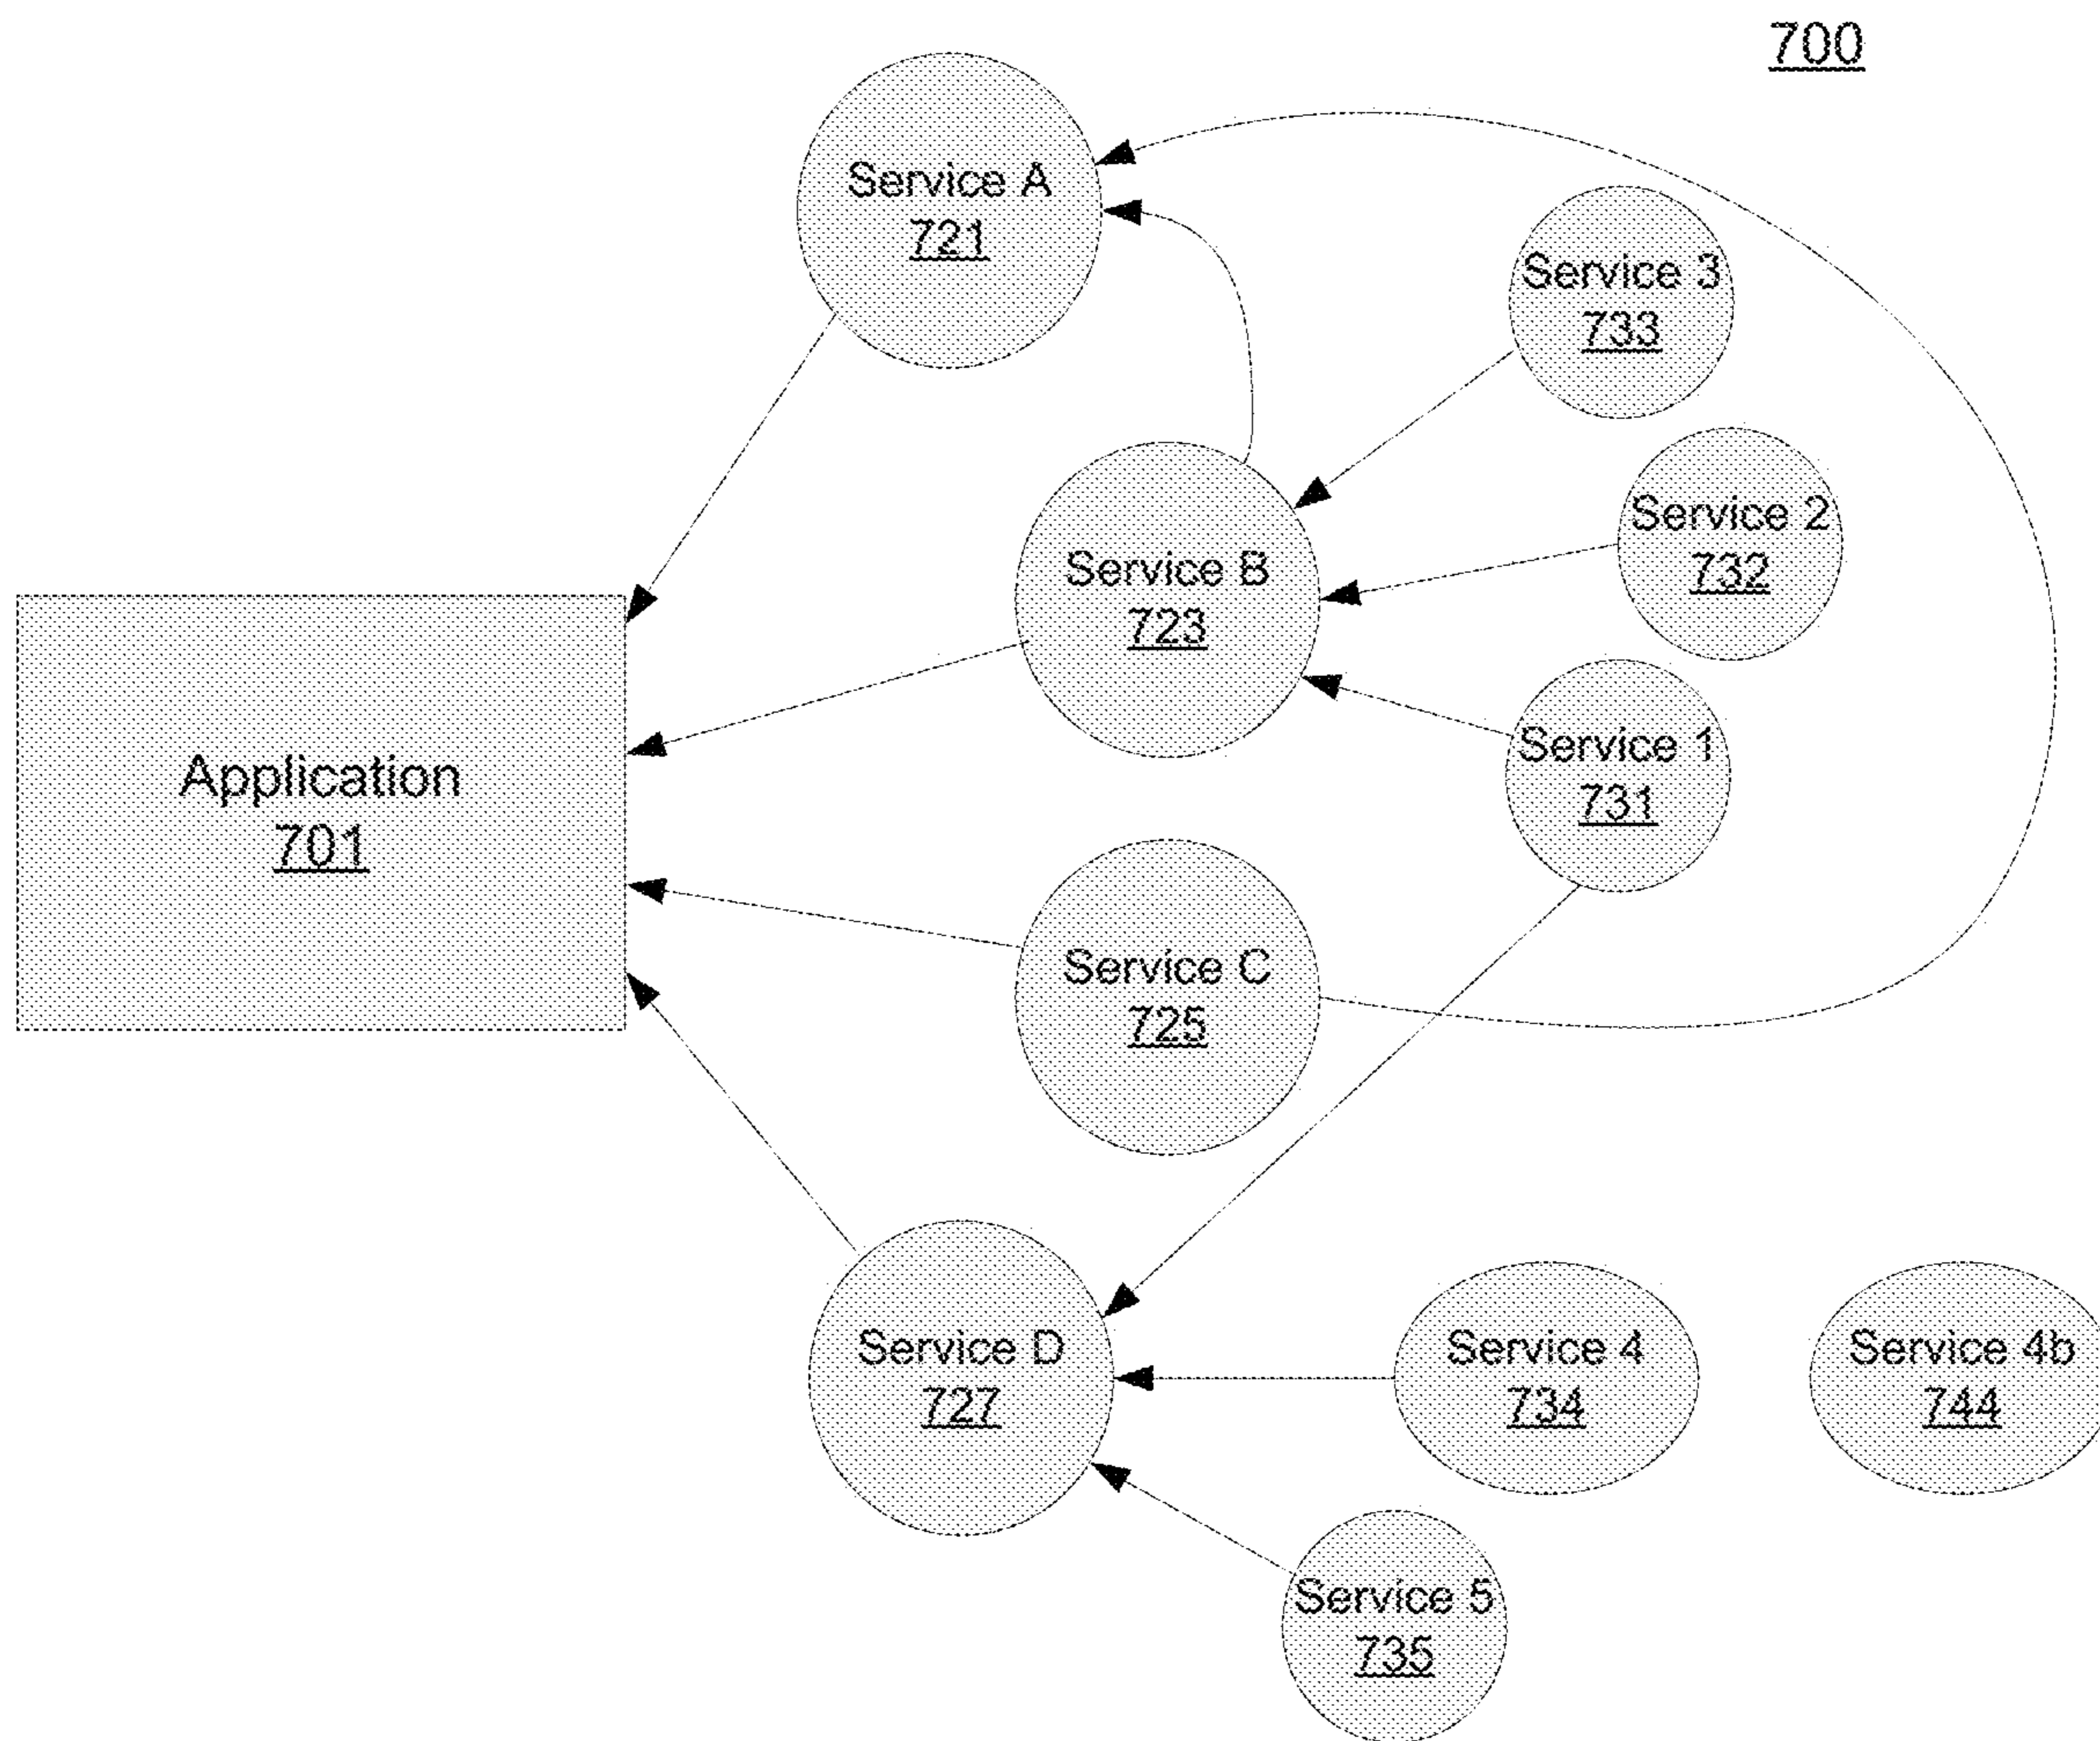 700
Service A
721
Service 3
733
Service 2
732
Service B
723
Service 1
731
Application
701
Service C
725
Service D
727
Service 4
734
Service 4b
744
Service 5
735